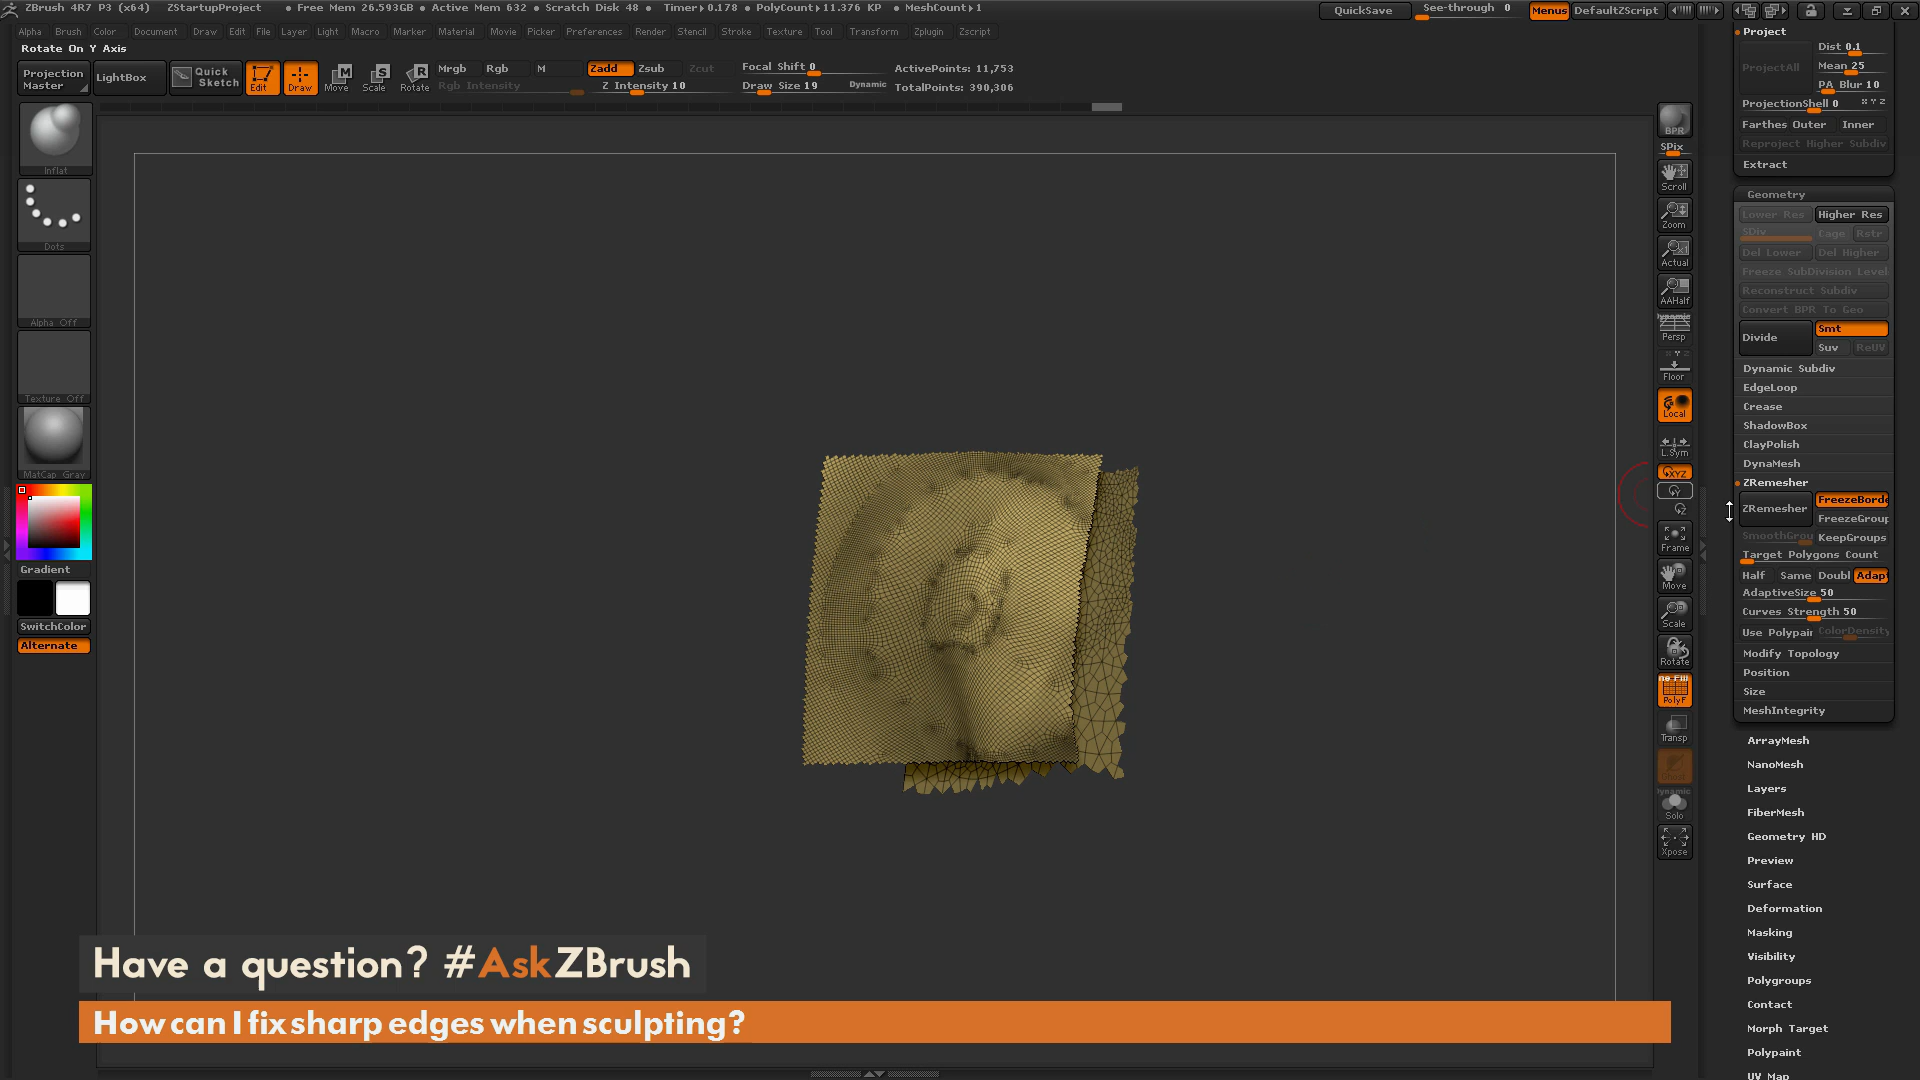 ZBrush 4R7 P3 (x64) ZStartupProject • Free Mem 26.593GB • Active Mem 632 • Scratch Disk 48 • Timer▸0.178 • PolyCount▸11.376 KP • MeshCount▸1 QuickSave See-through 0 Menus DefaultZScript
Alpha Brush Color Document Draw Edit File Layer Light Macro Marker Material Movie Picker Preferences Render Stencil Stroke Texture Tool Transform Zplugin Zscript
Rotate On Y Axis
Projection Master LightBox Quick Sketch Edit Draw Move Scale Rotate
Mrgb Rgb M Zadd Zsub Zcut Focal Shift 0 ActivePoints: 11,753
Rgb Intensity Z Intensity 10 Draw Size 19 Dynamic TotalPoints: 390,306
Inflat
Dots
Alpha Off
Texture Off
MatCap Gray
Gradient
SwitchColor
Alternate
BPR
SPix
Scroll
Zoom
Actual
AAHalf
Dynamic
Persp
X Y Z
Floor
Local
L.Sym
XYZ
Y
Z
Frame
Move
Scale
Rotate
ne Fill
PolyF
Transp
Ghost
Dynamic
Solo
Xpose
Project
ProjectAll Dist 0.1
Mean 25
PA Blur 10
ProjectionShell 0 X Y Z
Farthes Outer Inner
Reproject Higher Subdiv
Extract
Geometry
Lower Res Higher Res
SDiv Cage Rstr
Del Lower Del Higher
Freeze SubDivision Level
Reconstruct Subdiv
Convert BPR To Geo
Divide Smt
Suv ReUV
Dynamic Subdiv
EdgeLoop
Crease
ShadowBox
ClayPolish
DynaMesh
ZRemesher
ZRemesher FreezeBorde
FreezeGroup
SmoothGrou KeepGroups
Target Polygons Count
Half Same Doubl Adap
AdaptiveSize 50
Curves Strength 50
Use Polypair ColorDensity
Modify Topology
Position
Size
MeshIntegrity
ArrayMesh
NanoMesh
Layers
FiberMesh
Geometry HD
Preview
Surface
Deformation
Masking
Visibility
Polygroups
Contact
Morph Target
Polypaint
UV Map
Have a question? #AskZBrush
How can I fix sharp edges when sculpting?